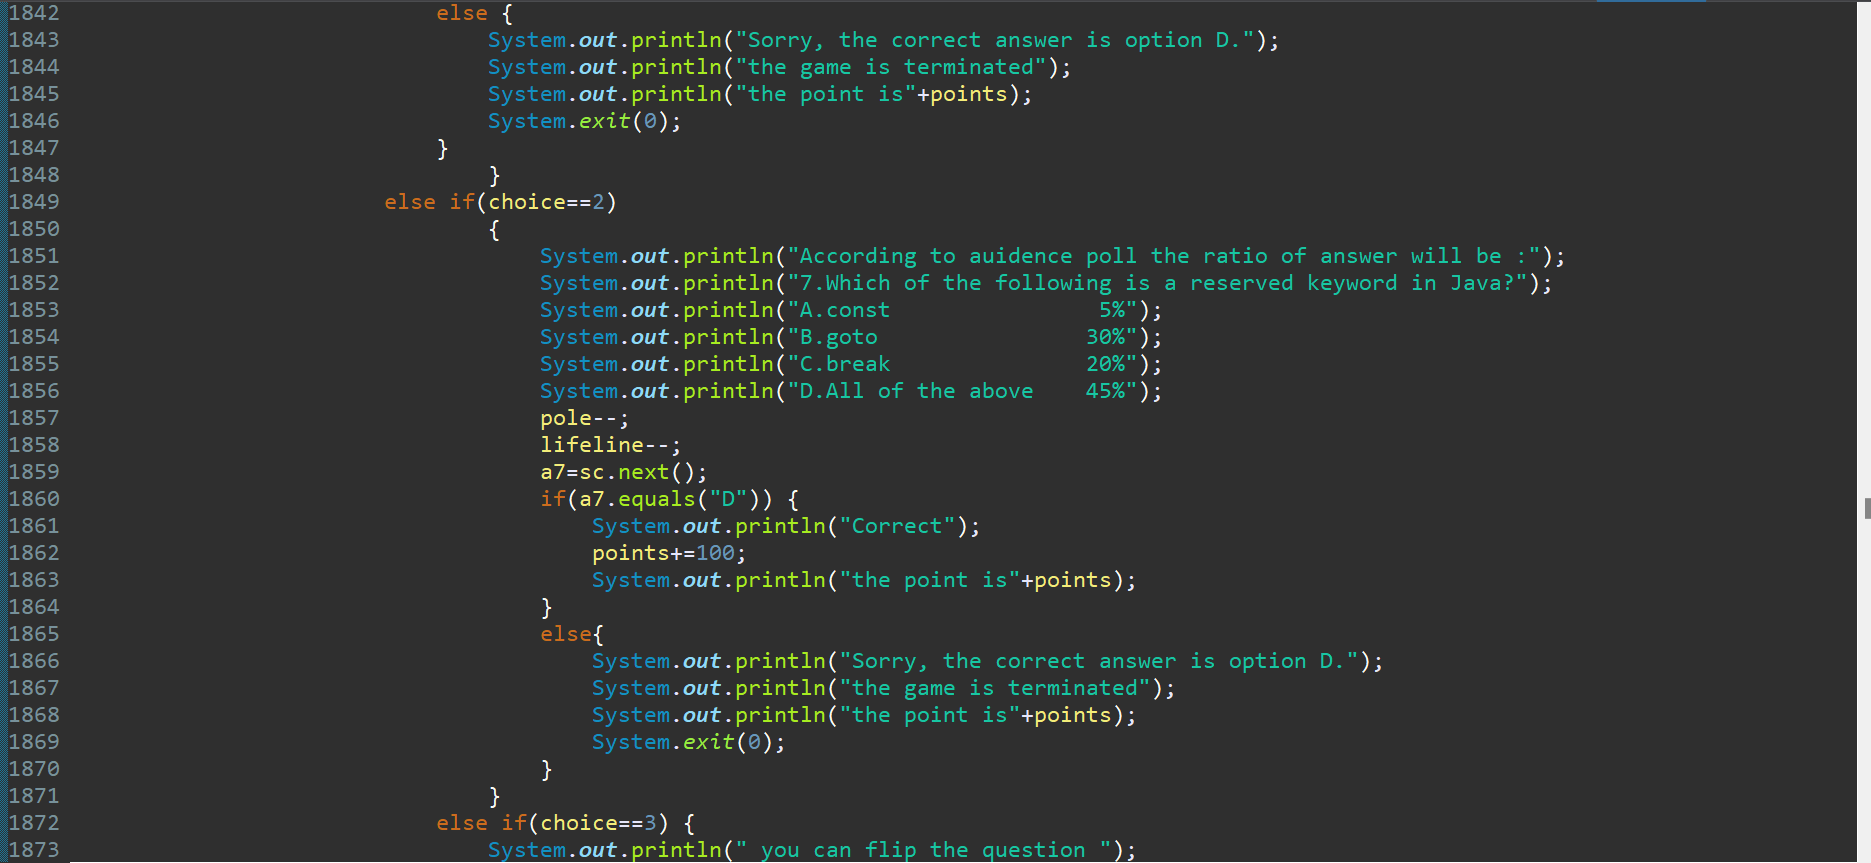 1842 else {
1843 System.out.println("Sorry, the correct answer is option D.");
1844 System.out.println("the game is terminated");
1845 System.out.println("the point is"+points);
1846 System.exit(0);
1847 }
1848 }
1849 else if(choice==2)
1850 {
1851 System.out.println("According to auidence poll the ratio of answer will be :");
1852 System.out.println("7.Which of the following is a reserved keyword in Java?");
1853 System.out.println("A.const                5%");
1854 System.out.println("B.goto                30%");
1855 System.out.println("C.break               20%");
1856 System.out.println("D.All of the above    45%");
1857 pole--;
1858 lifeline--;
1859 a7=sc.next();
1860 if(a7.equals("D")) {
1861 System.out.println("Correct");
1862 points+=100;
1863 System.out.println("the point is"+points);
1864 }
1865 else{
1866 System.out.println("Sorry, the correct answer is option D.");
1867 System.out.println("the game is terminated");
1868 System.out.println("the point is"+points);
1869 System.exit(0);
1870 }
1871 }
1872 else if(choice==3) {
1873 System.out.println(" you can flip the question ");